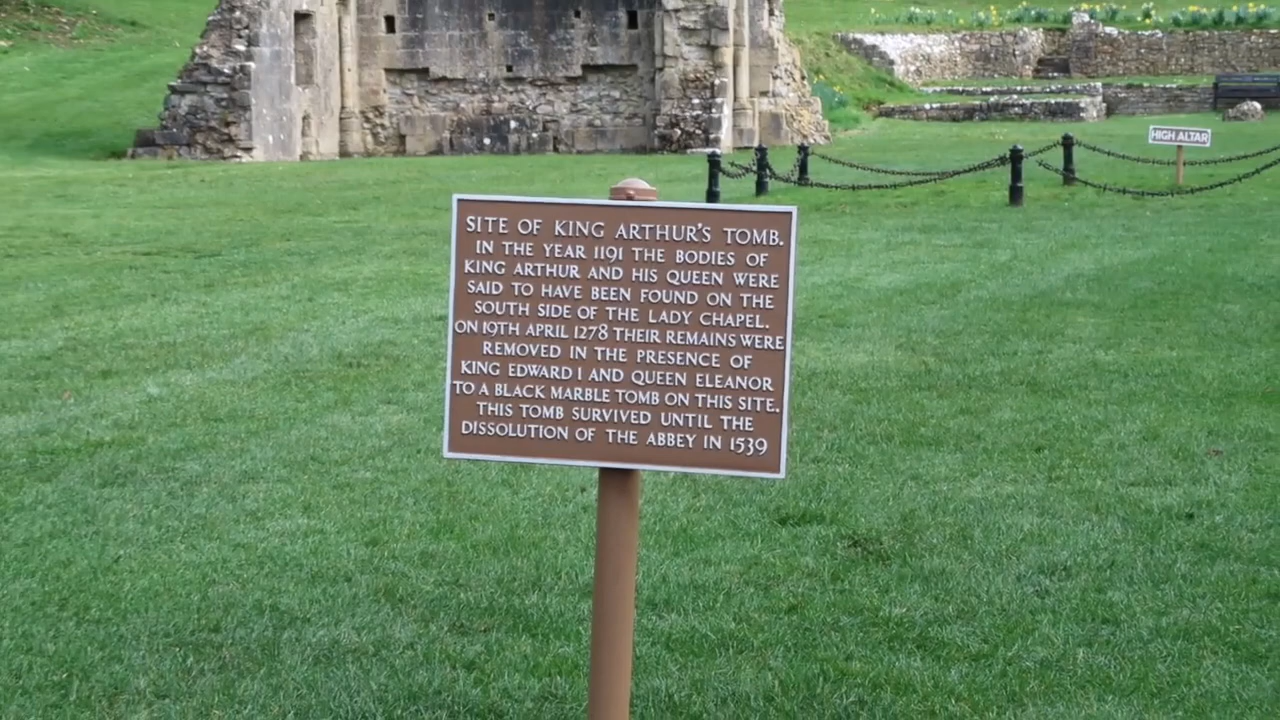 HIGH ALTAR
SITE OF KING ARTHUR'S TOMB.
IN THE YEAR 1191 THE BODIES OF
KING ARTHUR AND HIS QUEEN WERE
SAID TO HAVE BEEN FOUND ON THE
SOUTH SIDE OF THE LADY CHAPEL.
ON 19TH APRIL 1278 THEIR REMAINS WERE
REMOVED IN THE PRESENCE OF
KING EDWARD I AND QUEEN ELEANOR
TO A BLACK MARBLE TOMB ON THIS SITE.
THIS TOMB SURVIVED UNTIL THE
DISSOLUTION OF THE ABBEY IN 1539